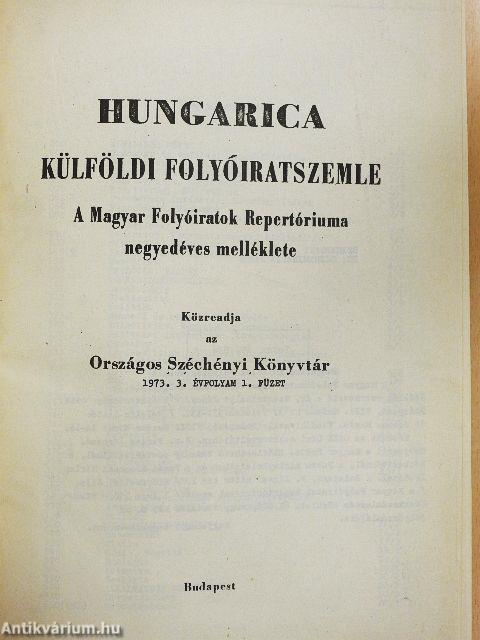 HUNGARICA
KÜLFÖLDI FOLYÓIRATSZEMLE
A Magyar Folyóiratok Repertóriuma
negyedéves melléklete
Közreadja
az
Országos Széchényi Könyvtár
1973. 3. ÉVFOLYAM 1. FÜZET
Budapest
Antikvárium.hu